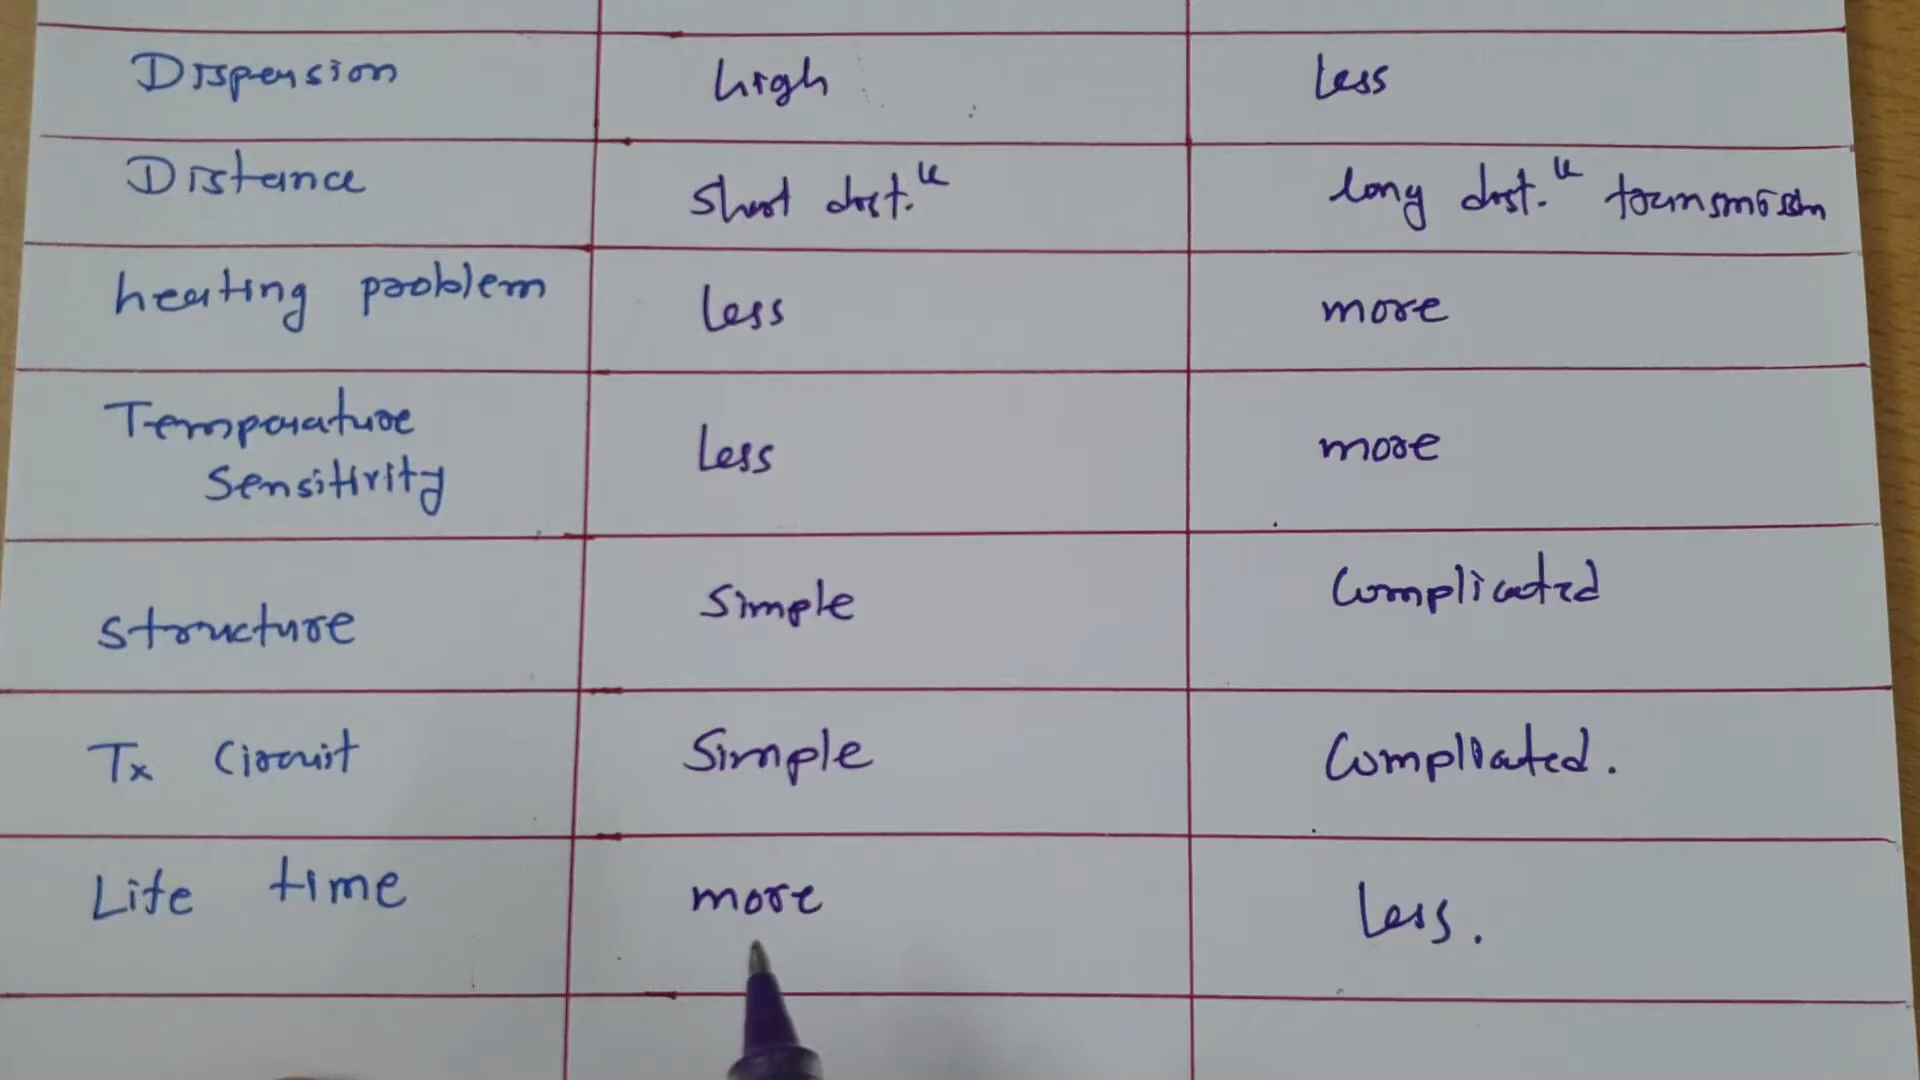 Dispersion high less
Distance Short dist.n long dist.n transmission
heating problem less more
Temperature less more
Sensitivity
Structure Simple Complicated
Tx Circuit Simple Complicated.
Life time more less.